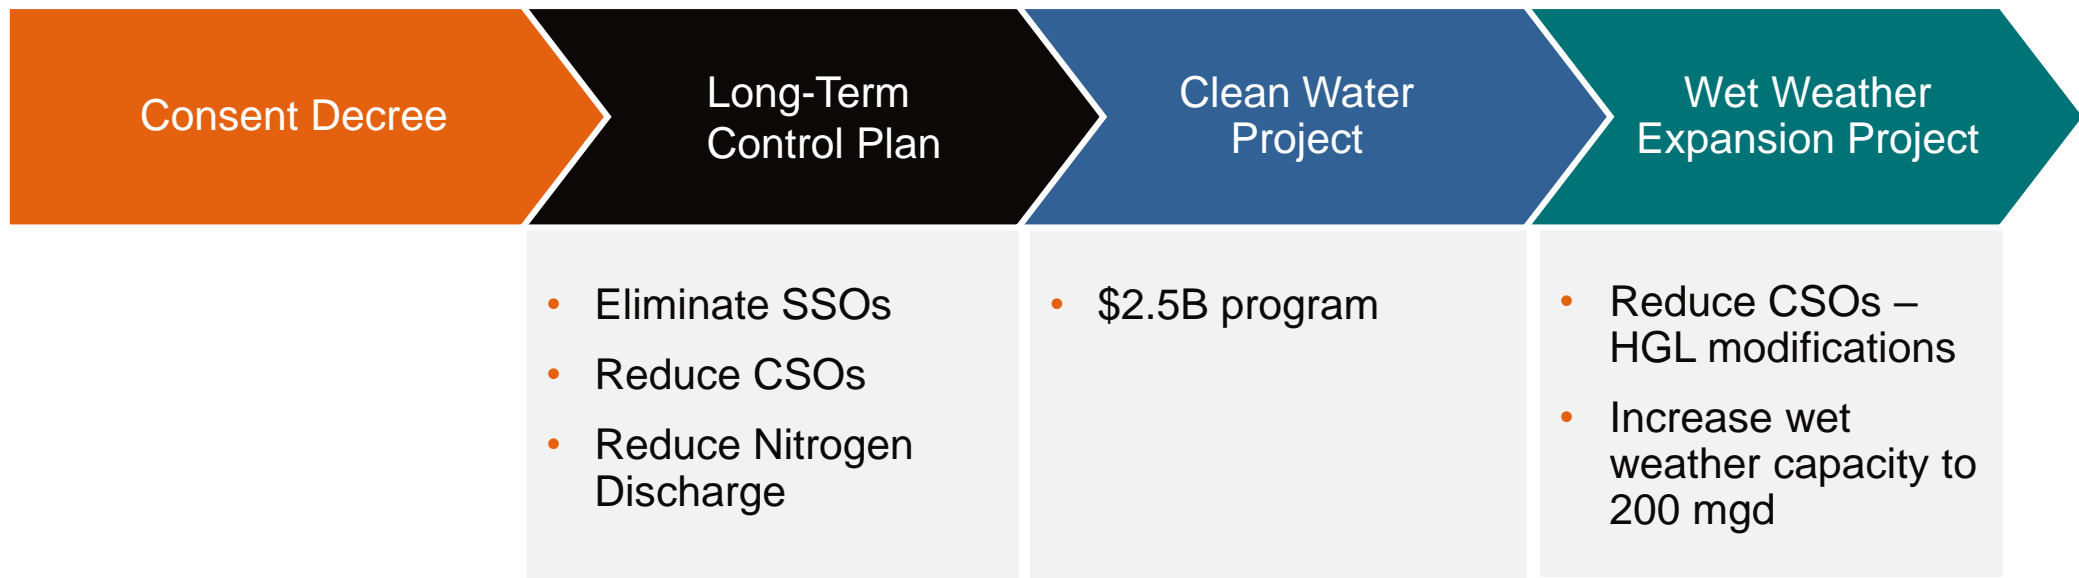 Consent Decree
Long-Term
Control Plan
Clean Water
Project
Wet Weather
Expansion Project
• Eliminate SSOs
• Reduce CSOs
• Reduce Nitrogen
Discharge
• $2.5B program
• Reduce CSOs –
HGL modifications
• Increase wet
weather capacity to
200 mgd